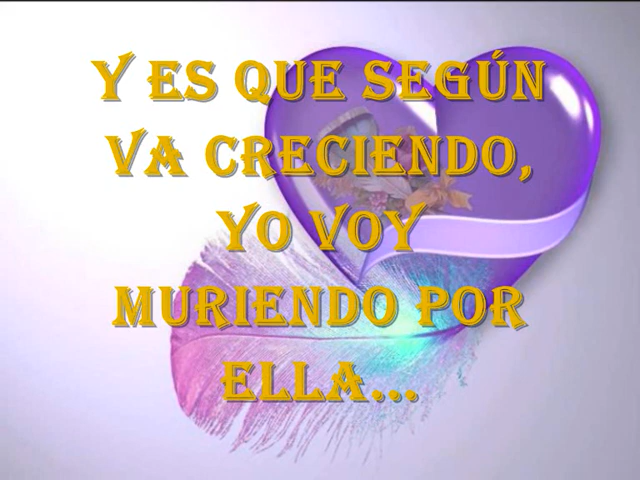 Y ES QUE SEGÚN
VA CRECIENDO,
YO VOY
MURIENDO POR
ELLA...